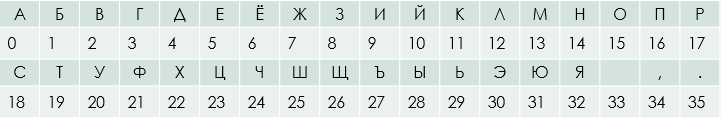 А Б В Г Д Е Ё Ж З И Й К Л М Н О П Р
0 1 2 3 4 5 6 7 8 9 10 11 12 13 14 15 16 17
С Т У Ф Х Ц Ч Ш Щ Ъ Ы Ь Э Ю Я , .
18 19 20 21 22 23 24 25 26 27 28 29 30 31 32 33 34 35